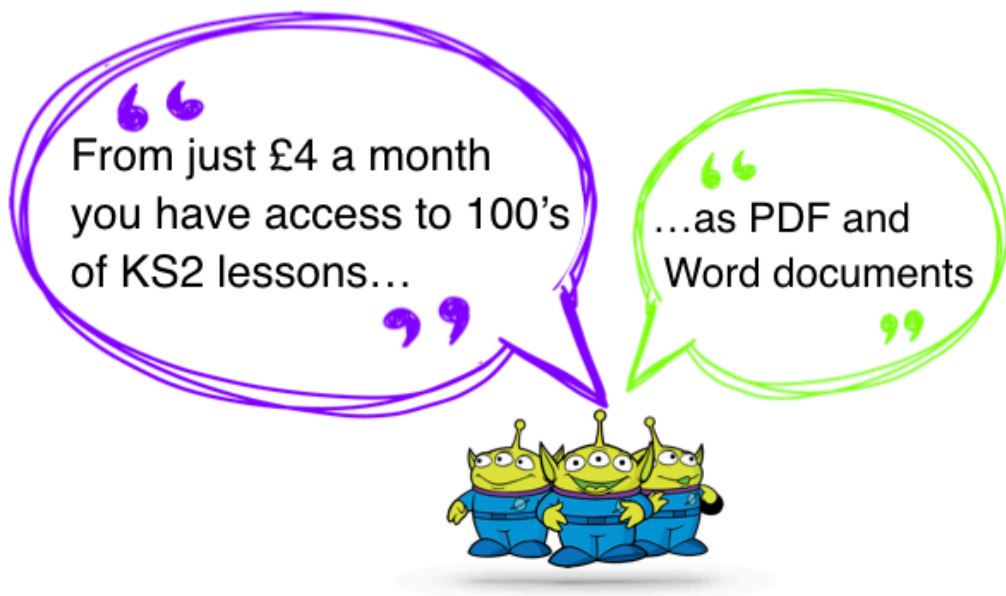 From just £4 a month
you have access to 100’s
of KS2 lessons…
…as PDF and
Word documents